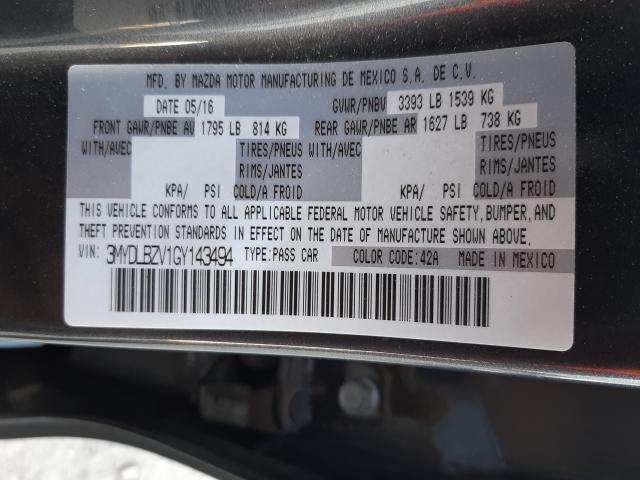 MFD. BY MAZDA MOTOR MANUFACTURING DE MEXICO S.A. DE C.V.
DATE 05/16 GVWR/PNBV 3393 LB 1539 KG
FRONT GAWR/PNBE AV 1795 LB 814 KG REAR GAWR/PNBE AR 1627 LB 738 KG
WITH/AVEC TIRES/PNEUS WITH/AVEC TIRES/PNEUS
RIMS/JANTES RIMS/JANTES
KPA/ PSI COLD/A FROID KPA/ PSI COLD/A FROID
THIS VEHICLE CONFORMS TO ALL APPLICABLE FEDERAL MOTOR VEHICLE SAFETY, BUMPER, AND
THEFT PREVENTION STANDARDS IN EFFECT ON THE DATE OF MANUFACTURE SHOWN ABOVE.
VIN: 3MYDLBZV1GY143494 TYPE: PASS CAR COLOR CODE: 42A MADE IN MEXICO